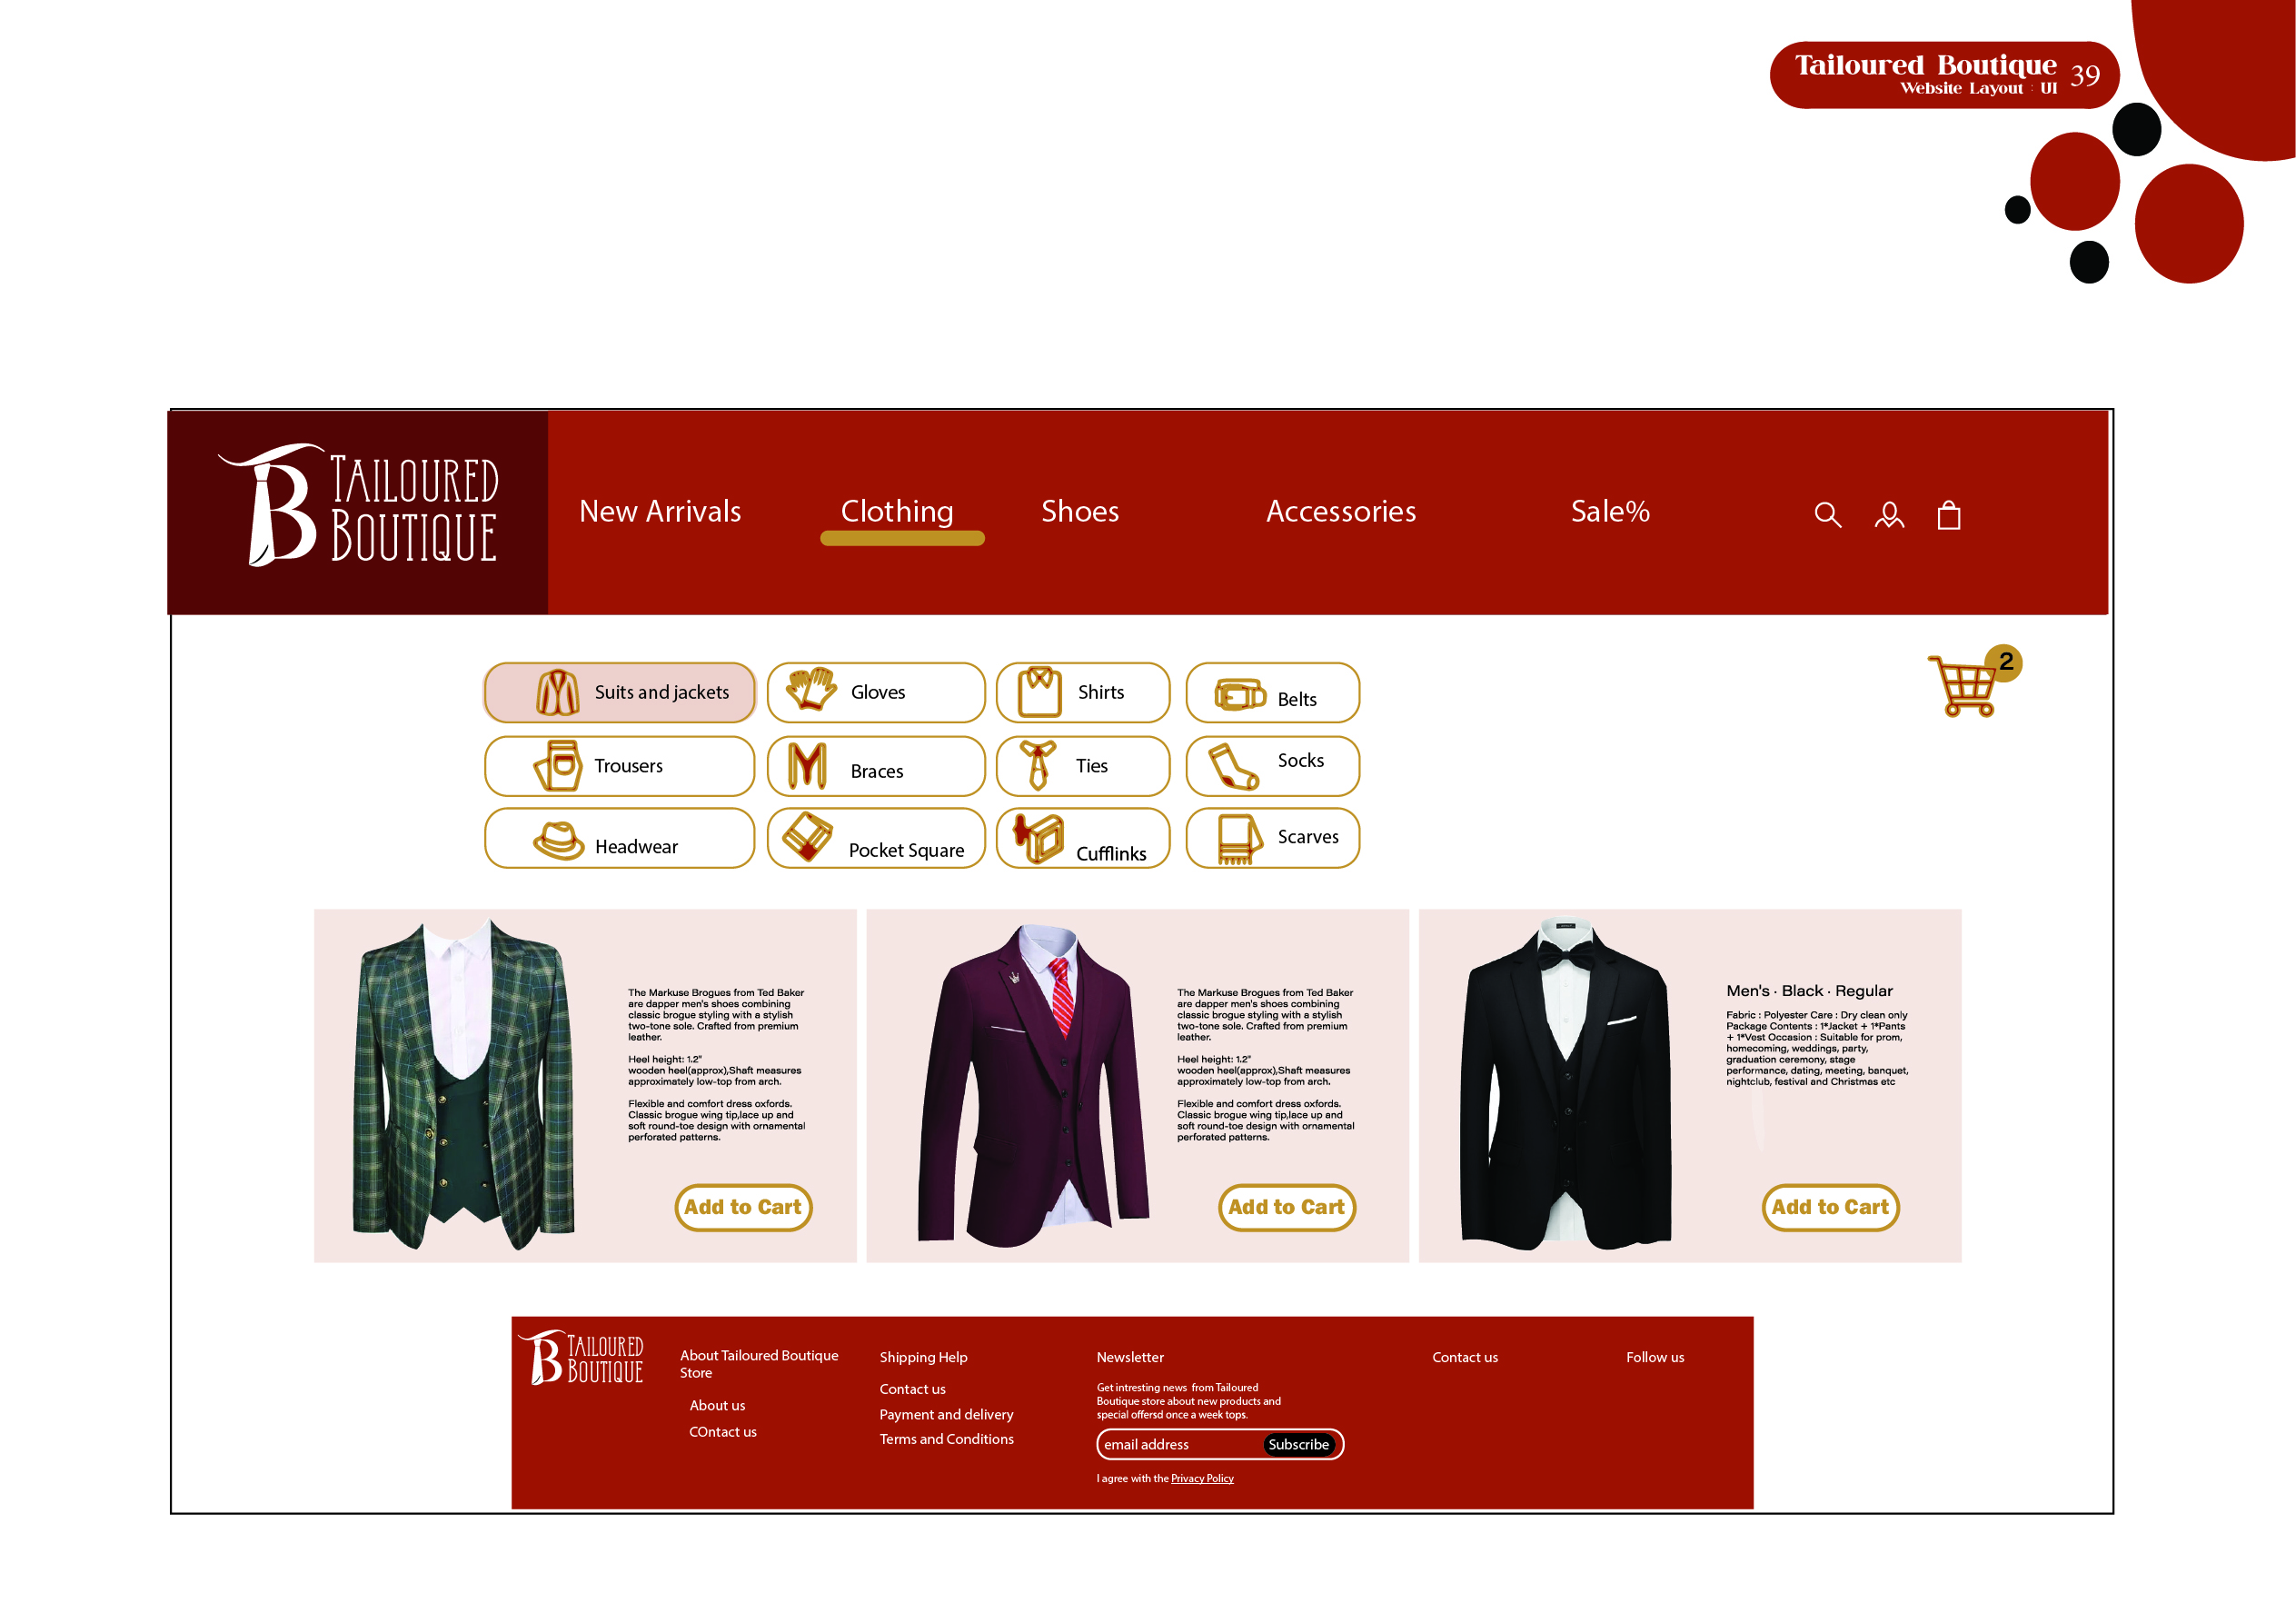 Tailoured Boutique
Website Layout : UI
39
TAILOURED
BOUTIQUE
New Arrivals
Clothing
Shoes
Accessories
Sale%
2
Suits and jackets
Gloves
Shirts
Belts
Trousers
Braces
Ties
Socks
Headwear
Pocket Square
Cufflinks
Scarves
The Markuse Brogues from Ted Baker
are dapper men's shoes combining
classic brogue styling with a stylish
two-tone sole. Crafted from premium
leather.
Heel height: 1.2"
wooden heel(approx),Shaft measures
approximately low-top from arch.
Flexible and comfort dress oxfords.
Classic brogue wing tip,lace up and
soft round-toe design with ornamental
perforated patterns.
Add to Cart
The Markuse Brogues from Ted Baker
are dapper men's shoes combining
classic brogue styling with a stylish
two-tone sole. Crafted from premium
leather.
Heel height: 1.2"
wooden heel(approx),Shaft measures
approximately low-top from arch.
Flexible and comfort dress oxfords.
Classic brogue wing tip,lace up and
soft round-toe design with ornamental
perforated patterns.
Add to Cart
Men's · Black · Regular
Fabric : Polyester Care : Dry clean only
Package Contents : 1*Jacket + 1*Pants
+ 1*Vest Occasion : Suitable for prom,
homecoming, weddings, party,
graduation ceremony, stage
performance, dating, meeting, banquet,
nightclub, festival and Christmas etc
Add to Cart
TAILOURED
BOUTIQUE
About Tailoured Boutique
Store
About us
COntact us
Shipping Help
Contact us
Payment and delivery
Terms and Conditions
Newsletter
Get intresting news from Tailoured
Boutique store about new products and
special offersd once a week tops.
email address
Subscribe
I agree with the Privacy Policy
Contact us
Follow us